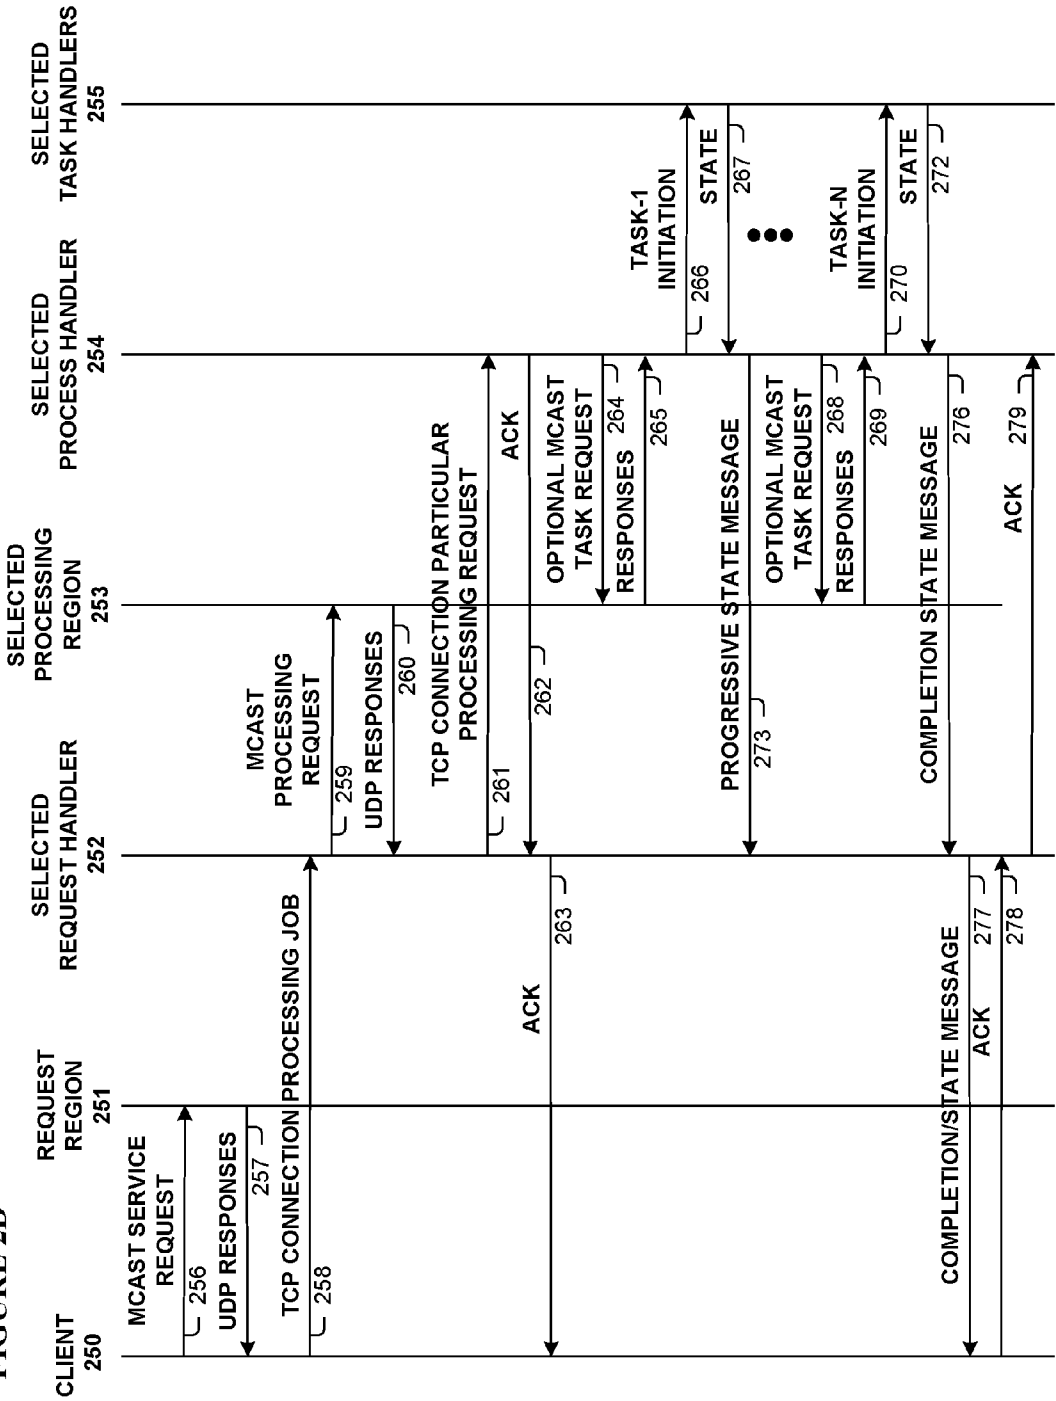 FIGURE 2D
CLIENT
250
REQUEST
REGION
251
SELECTED
REQUEST HANDLER
252
SELECTED
PROCESSING
REGION
253
SELECTED
PROCESS HANDLER
254
SELECTED
TASK HANDLERS
255
MCAST SERVICE
REQUEST
256
UDP RESPONSES
257
TCP CONNECTION PROCESSING JOB
258
MCAST
PROCESSING
REQUEST
259
UDP RESPONSES
260
TCP CONNECTION PARTICULAR
PROCESSING REQUEST
261
ACK
262
ACK
263
OPTIONAL MCAST
TASK REQUEST
264
RESPONSES
265
TASK-1
INITIATION
266
STATE
267
PROGRESSIVE STATE MESSAGE
273
OPTIONAL MCAST
TASK REQUEST
268
RESPONSES
269
TASK-N
INITIATION
270
STATE
272
COMPLETION STATE MESSAGE
276
COMPLETION/STATE MESSAGE
277
ACK
278
ACK
279